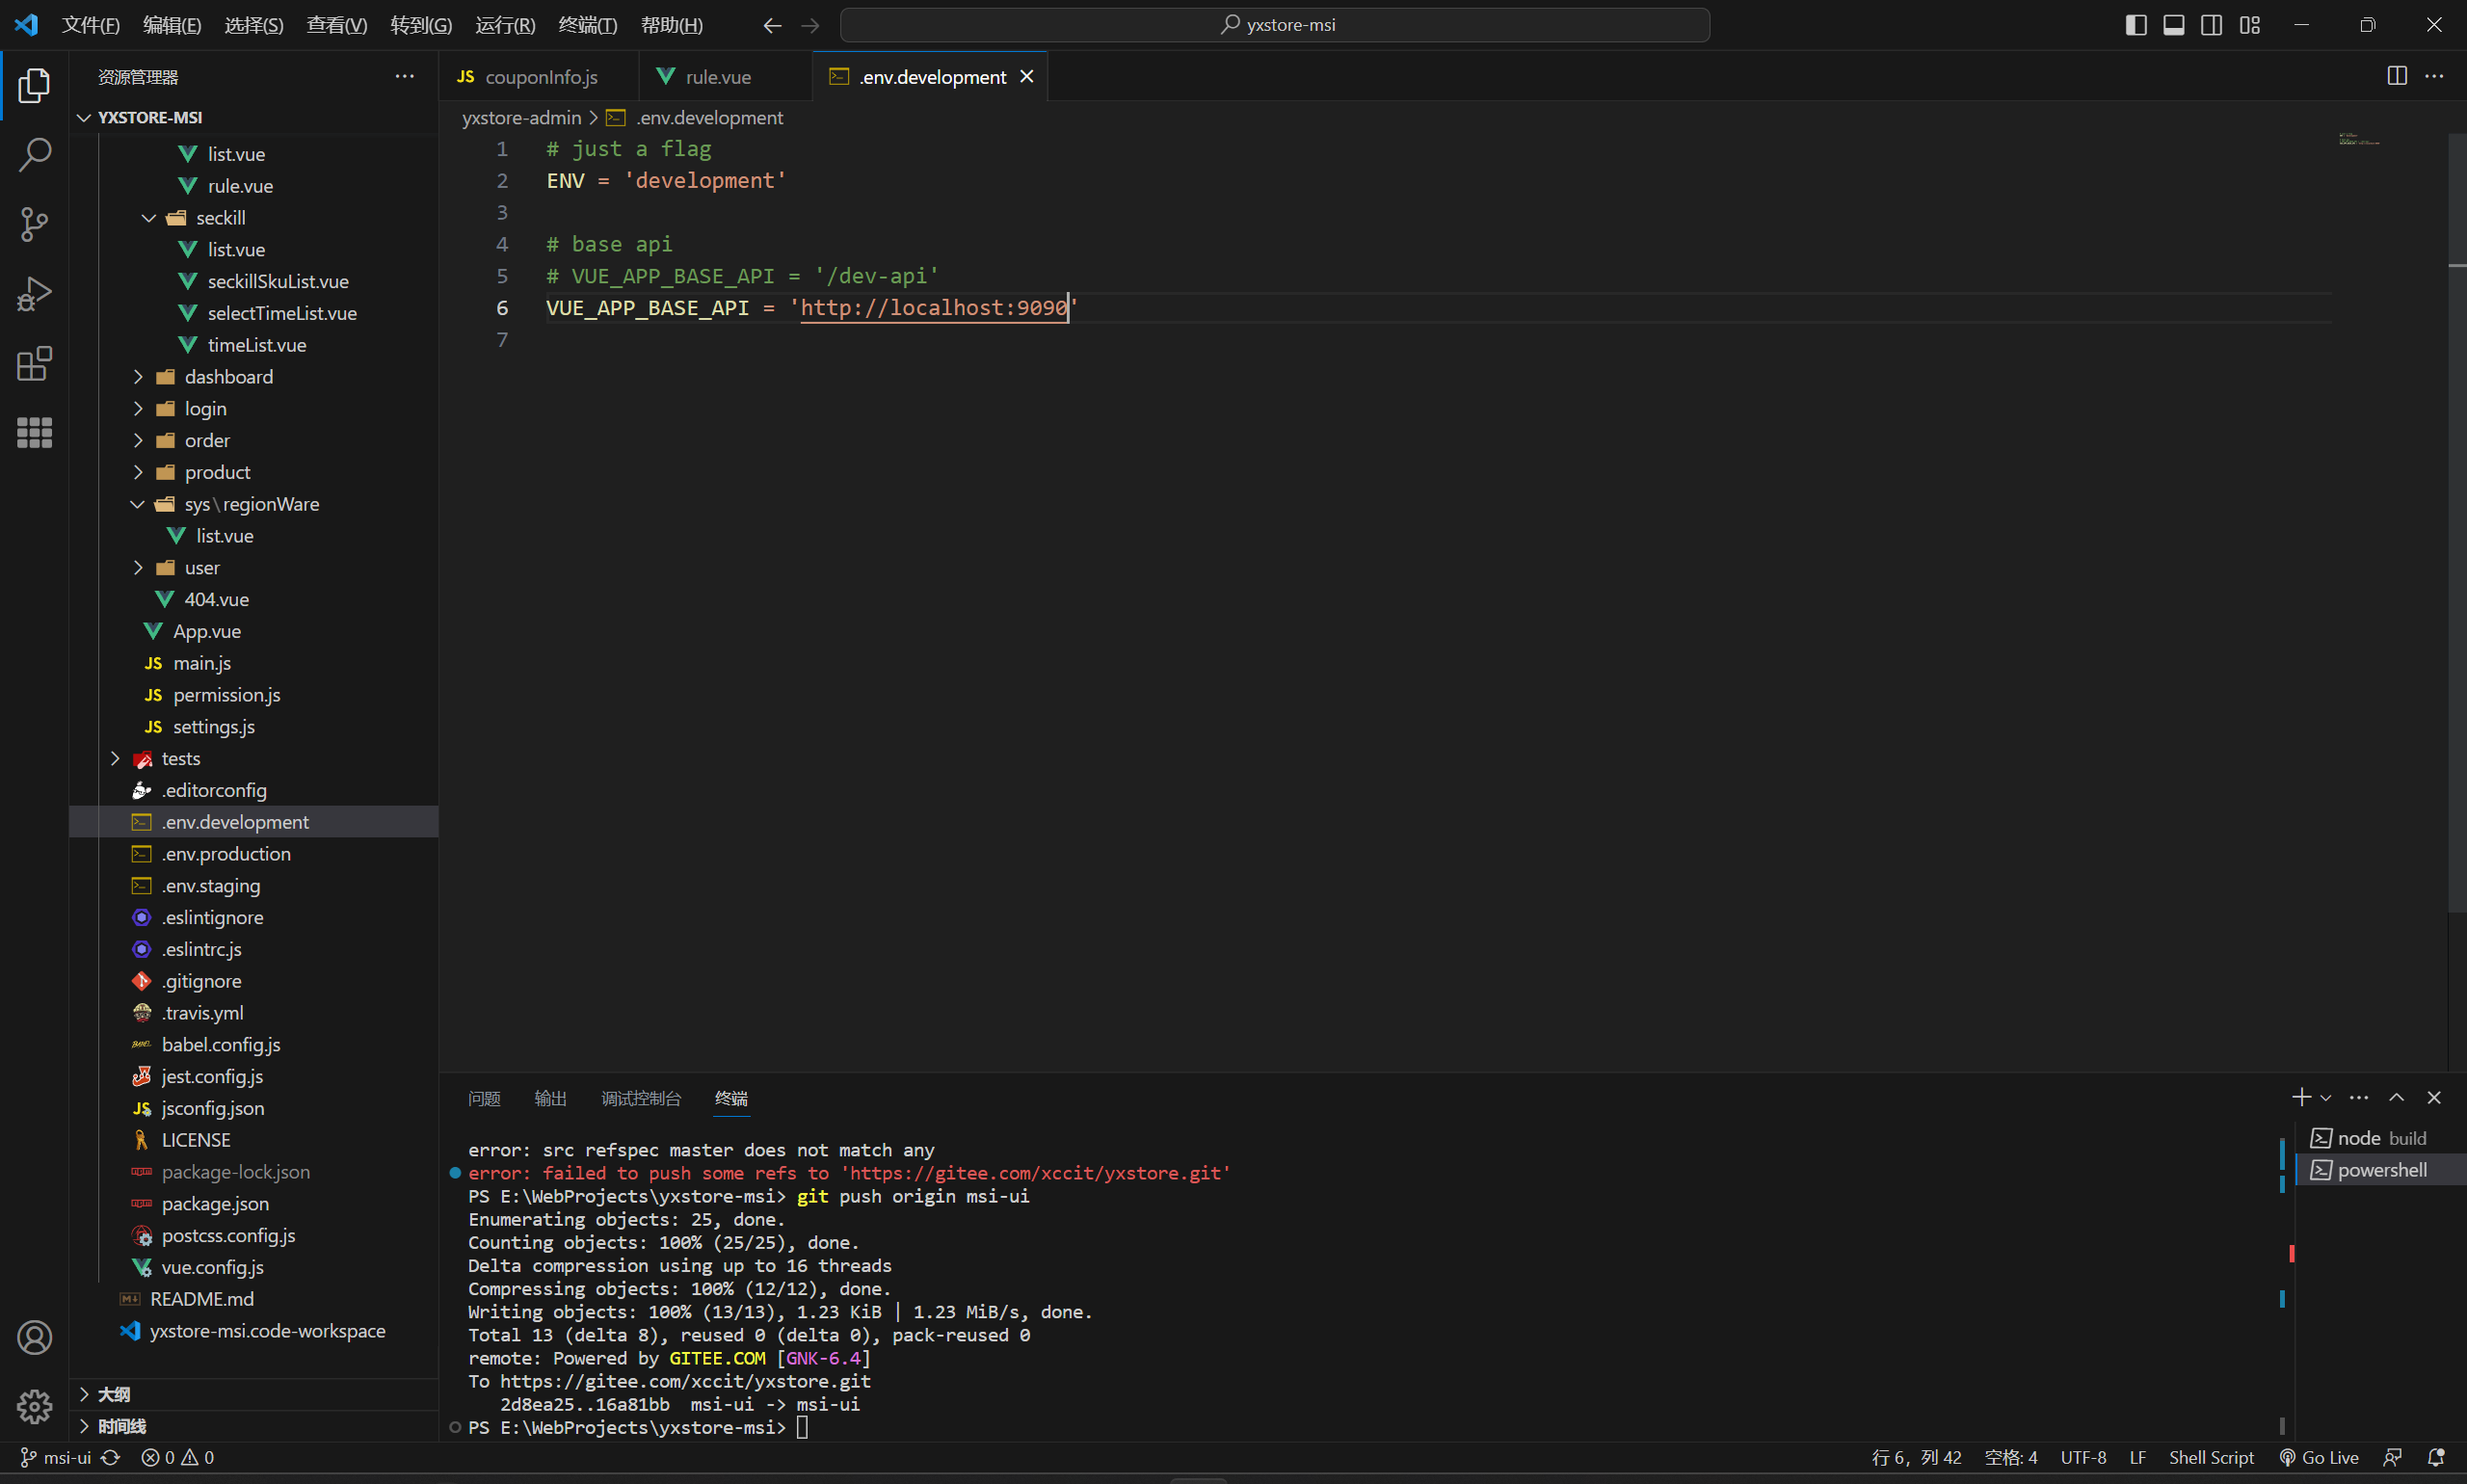 文件(F) 编辑(E) 选择(S) 查看(V) 转到(G) 运行(R) 终端(T) 帮助(H) yxstore-msi
资源管理器
YXSTORE-MSI
list.vue
rule.vue
seckill
list.vue
seckillSkuList.vue
selectTimeList.vue
timeList.vue
dashboard
login
order
product
sys\regionWare
list.vue
user
404.vue
App.vue
JS main.js
JS permission.js
JS settings.js
tests
.editorconfig
.env.development
.env.production
.env.staging
.eslintignore
.eslintrc.js
.gitignore
.travis.yml
babel.config.js
jest.config.js
JS jsconfig.json
LICENSE
package-lock.json
package.json
postcss.config.js
vue.config.js
README.md
yxstore-msi.code-workspace
大纲
时间线
JS couponInfo.js rule.vue .env.development
yxstore-admin > .env.development
1 # just a flag
2 ENV = 'development'
3
4 # base api
5 # VUE_APP_BASE_API = '/dev-api'
6 VUE_APP_BASE_API = 'http://localhost:9090'
7
问题 输出 调试控制台 终端
error: src refspec master does not match any
error: failed to push some refs to 'https://gitee.com/xccit/yxstore.git'
PS E:\WebProjects\yxstore-msi> git push origin msi-ui
Enumerating objects: 25, done.
Counting objects: 100% (25/25), done.
Delta compression using up to 16 threads
Compressing objects: 100% (12/12), done.
Writing objects: 100% (13/13), 1.23 KiB | 1.23 MiB/s, done.
Total 13 (delta 8), reused 0 (delta 0), pack-reused 0
remote: Powered by GITEE.COM [GNK-6.4]
To https://gitee.com/xccit/yxstore.git
2d8ea25..16a81bb msi-ui -> msi-ui
PS E:\WebProjects\yxstore-msi>
node build
powershell
msi-ui 0 0 行 6，列 42 空格: 4 UTF-8 LF Shell Script Go Live